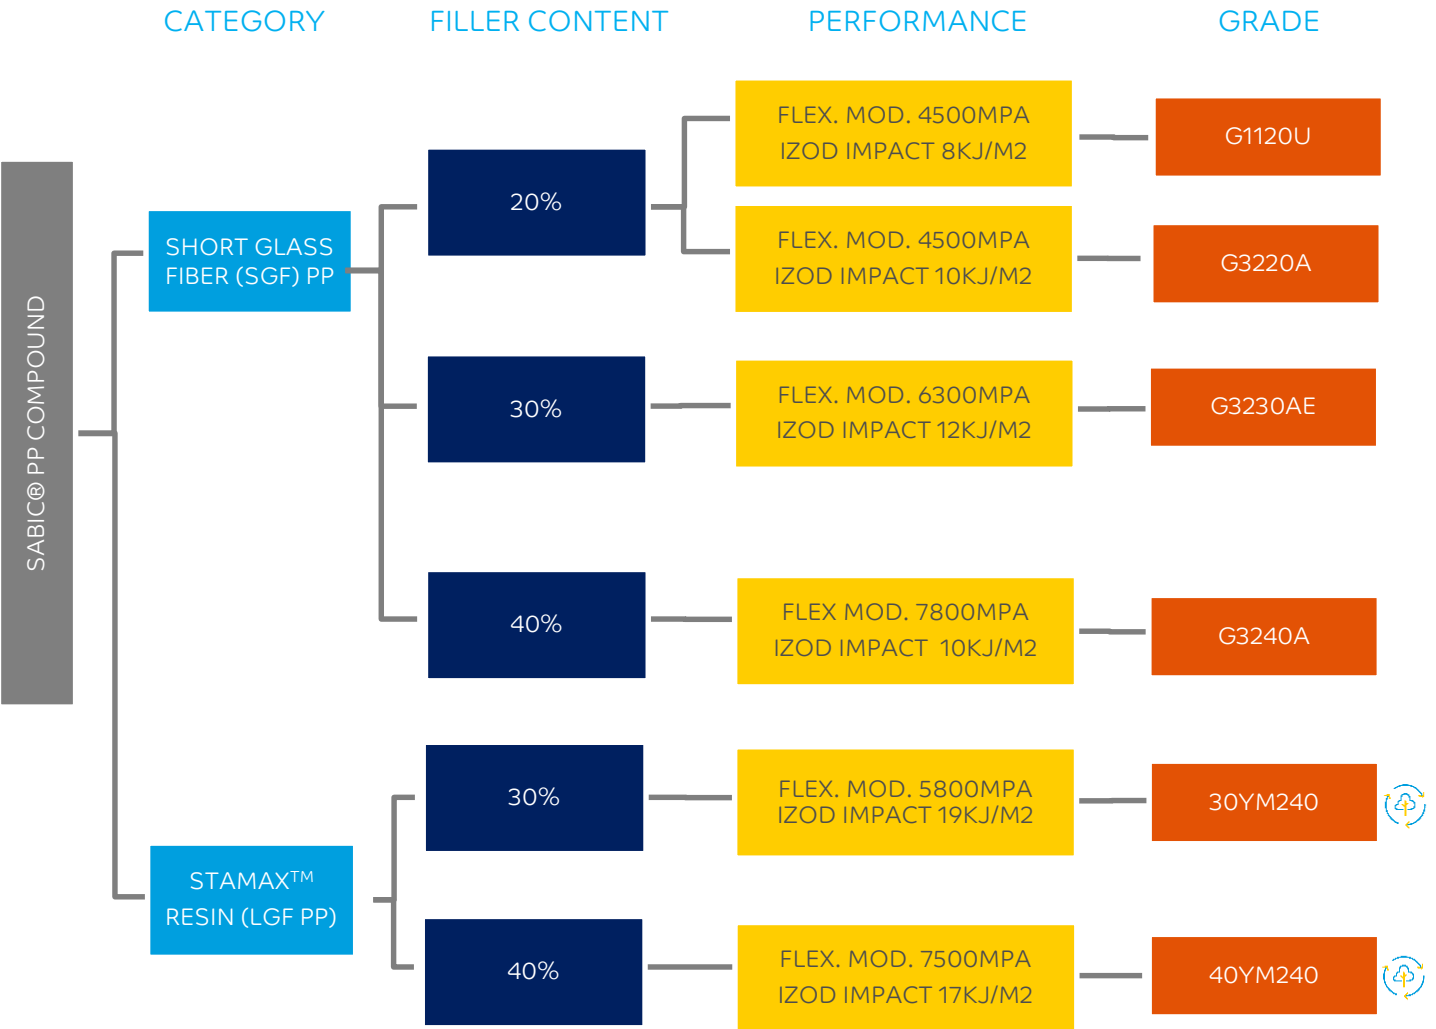 CATEGORY
FILLER CONTENT
PERFORMANCE
GRADE
SABIC® PP COMPOUND
SHORT GLASS
FIBER (SGF) PP
20%
FLEX. MOD. 4500MPA
IZOD IMPACT 8KJ/M2
G1120U
FLEX. MOD. 4500MPA
IZOD IMPACT 10KJ/M2
G3220A
30%
FLEX. MOD. 6300MPA
IZOD IMPACT 12KJ/M2
G3230AE
40%
FLEX MOD. 7800MPA
IZOD IMPACT 10KJ/M2
G3240A
STAMAX™
RESIN (LGF PP)
30%
FLEX. MOD. 5800MPA
IZOD IMPACT 19KJ/M2
30YM240
40%
FLEX. MOD. 7500MPA
IZOD IMPACT 17KJ/M2
40YM240